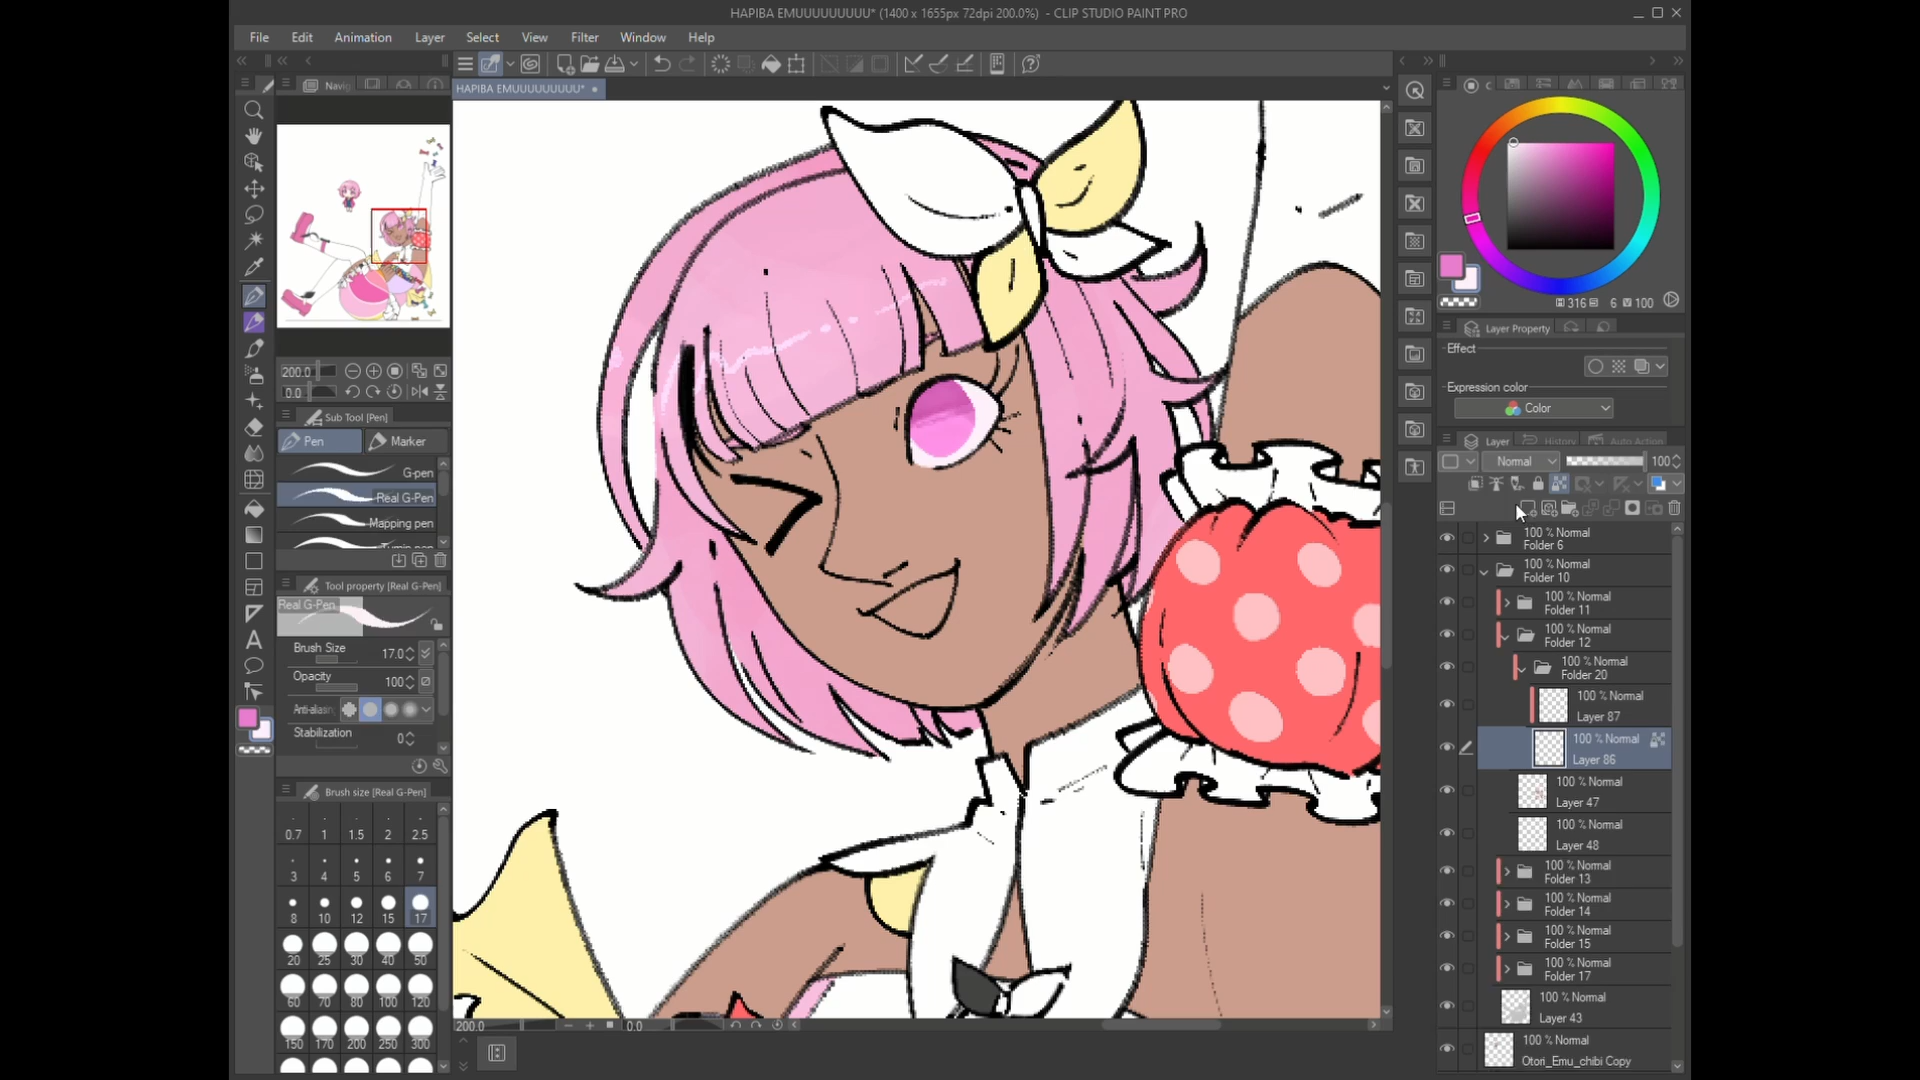 HAPIBA EMUUUUUUUUU* (1400 x 1655px 72dpi 200.0%) - CLIP STUDIO PAINT PRO
File Edit Animation Layer Select View Filter Window Help
Navig
HAPIBA EMUUUUUUUUU*
200.0
0.0
Sub Tool [Pen]
Pen Marker
G-pen
Real G-Pen
Mapping pen
Tool property [Real G-Pen]
Real G-Pen
Brush Size 17.0
Opacity 100
Stabilization 0
Brush size [Real G-Pen]
0.7 1 1.5 2 2.5
3 4 5 6 7
8 10 12 15 17
20 25 30 40 50
60 70 80 100 120
150 170 200 250 300
200.0 0.0
316 6 100
Layer Property
Effect
Expression color
Color
Layer History Auto Action
Normal 100
100 % Normal
Folder 6
100 % Normal
Folder 10
100 % Normal
Folder 11
100 % Normal
Folder 12
100 % Normal
Folder 20
100 % Normal
Layer 87
100 % Normal
Layer 86
100 % Normal
Layer 47
100 % Normal
Layer 48
100 % Normal
Folder 13
100 % Normal
Folder 14
100 % Normal
Folder 15
100 % Normal
Folder 17
100 % Normal
Layer 43
100 % Normal
Otori_Emu_chibi Copy